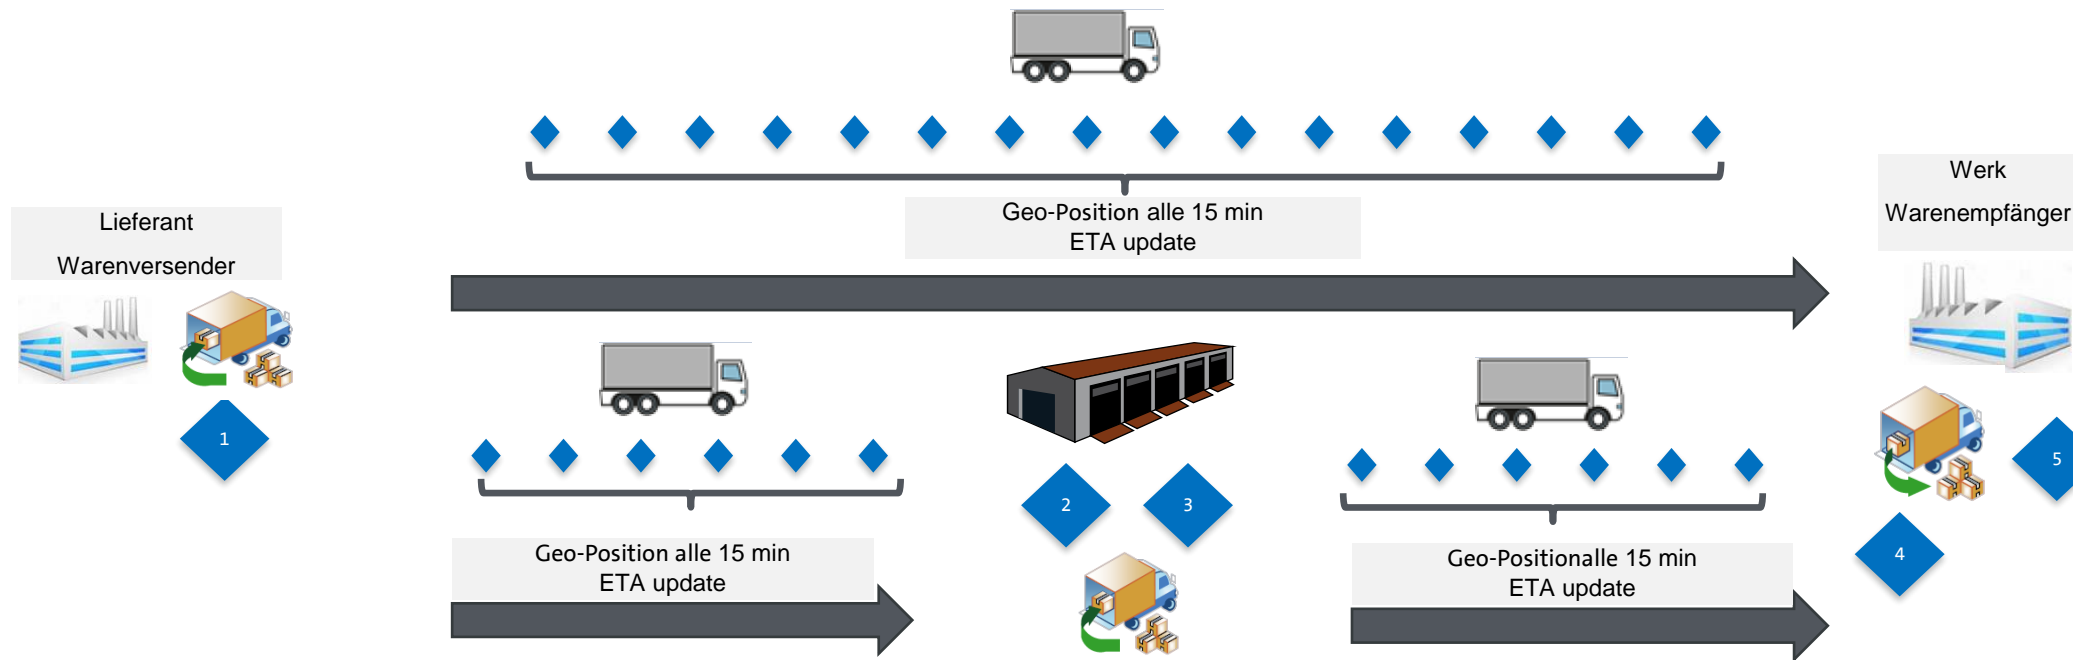 Geo-Position alle 15 min
ETA update
Lieferant
Warenversender
Werk
Warenempfänger
1
2
3
4
5
Geo-Position alle 15 min
ETA update
Geo-Positionalle 15 min
ETA update